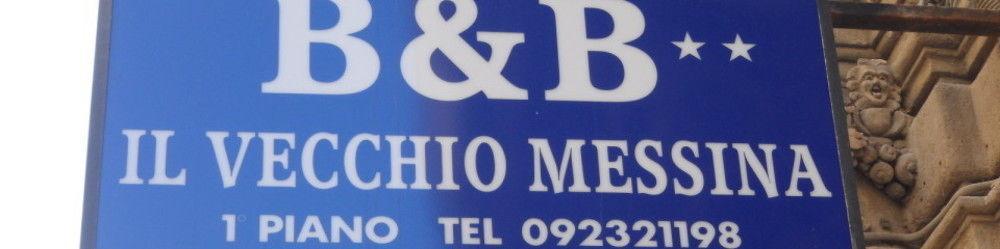 B&B**
IL VECCHIO MESSINA
1° PIANO TEL 092321198